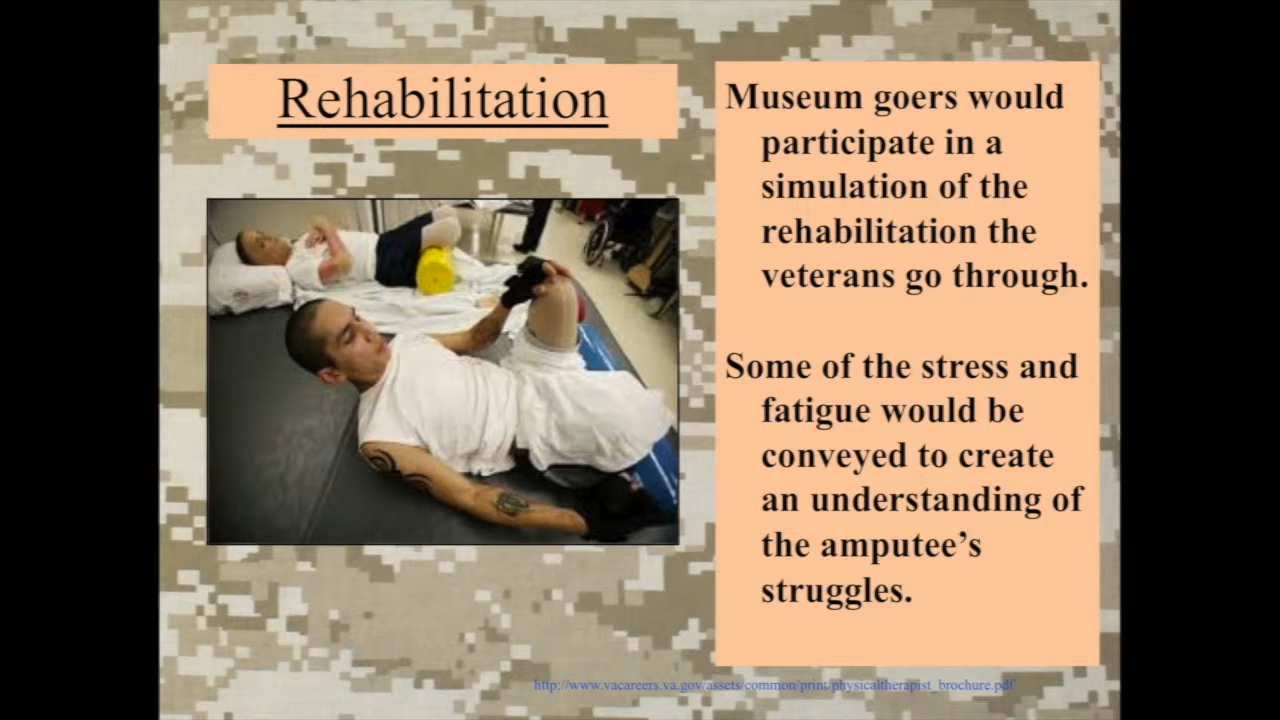 Rehabilitation
Museum goers would
participate in a
simulation of the
rehabilitation the
veterans go through.
Some of the stress and
fatigue would be
conveyed to create
an understanding of
the amputee’s
struggles.
http://www.vacareers.va.gov/assets/common/print/physicaltherapist_brochure.pdf